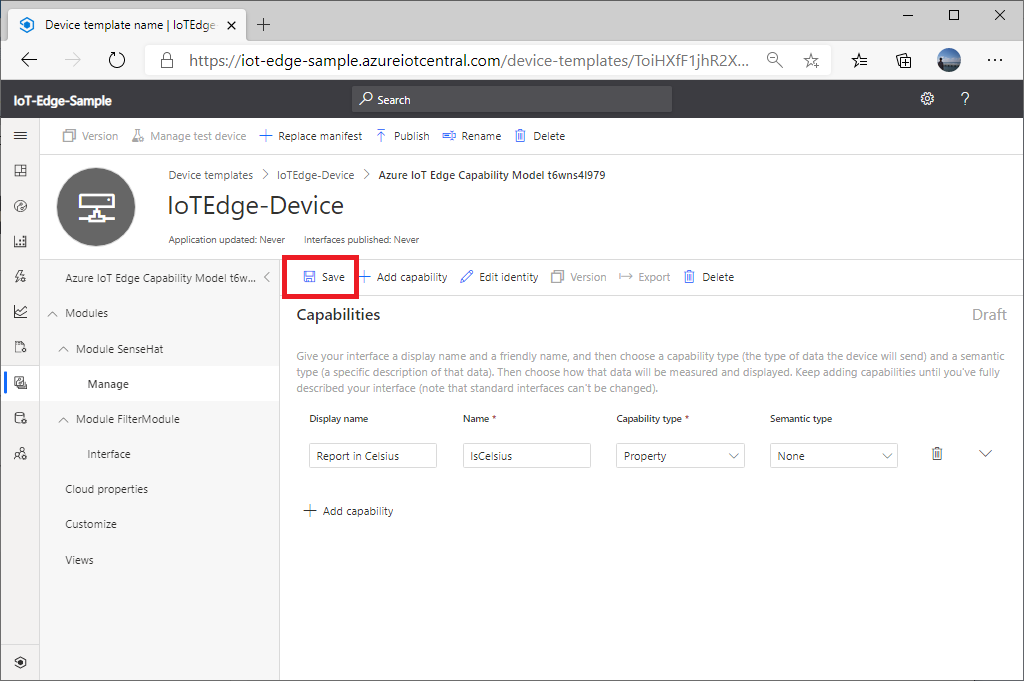 Device template name | IoTEdge
https://iot-edge-sample.azureiotcentral.com/device-templates/ToiHXfF1jhR2X...
IoT-Edge-Sample
Search
?
Version
Manage test device
Replace manifest
Publish
Rename
Delete
Device templates > IoTEdge-Device > Azure IoT Edge Capability Model t6wns4l979
IoTEdge-Device
Application updated: Never
Interfaces published: Never
Azure IoT Edge Capability Model t6w...
Modules
Module SenseHat
Manage
Module FilterModule
Interface
Cloud properties
Customize
Views
Save
Add capability
Edit identity
Version
Export
Delete
Capabilities
Draft
Give your interface a display name and a friendly name, and then choose a capability type (the type of data the device will send) and a semantic
type (a specific description of that data). Then choose how that data will be measured and displayed. Keep adding capabilities until you've fully
described your interface (note that standard interfaces can't be changed).
Display name
Name *
Capability type *
Semantic type
Report in Celsius
IsCelsius
Property
None
Add capability